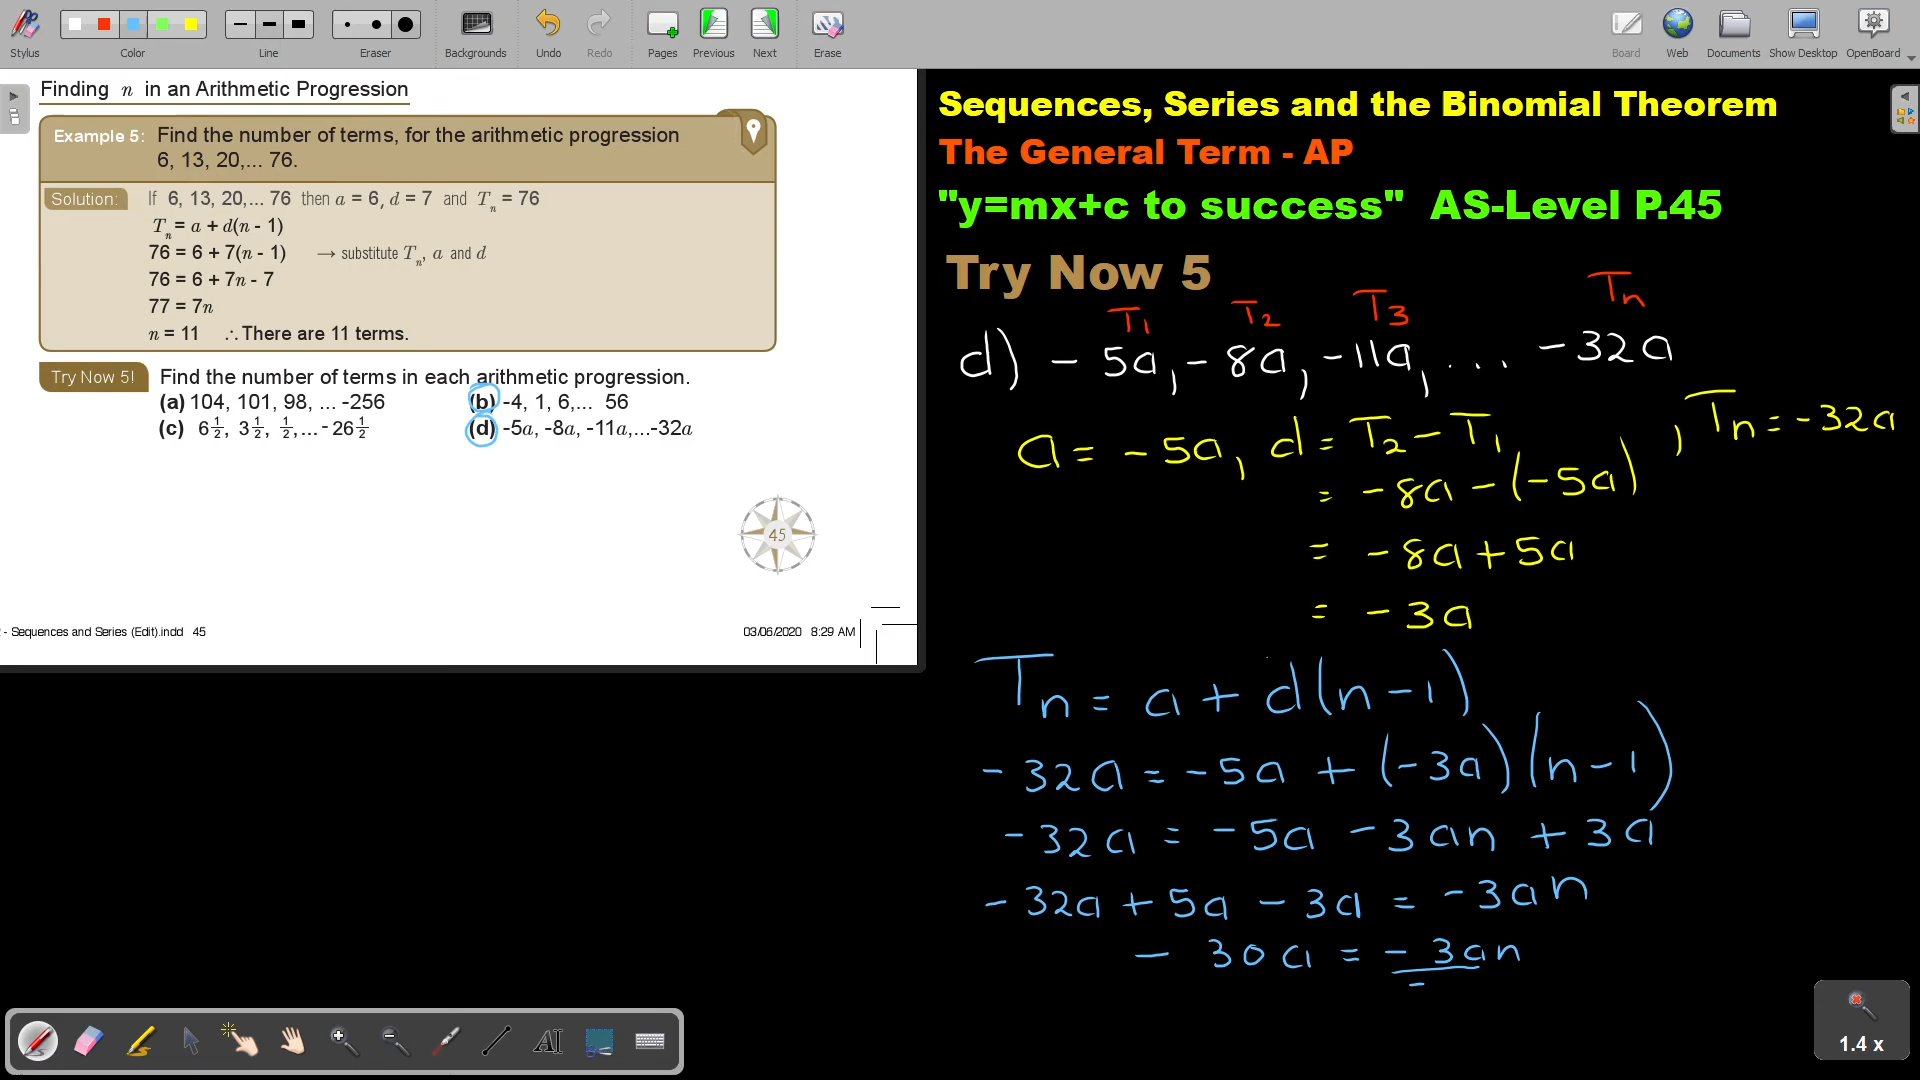 Stylus Color Line Eraser Backgrounds Undo Redo Pages Previous Next Erase Board Web Documents Show Desktop OpenBoard
Finding n in an Arithmetic Progression
Example 5: Find the number of terms, for the arithmetic progression
6, 13, 20,... 76.
Solution: If 6, 13, 20,... 76 then a = 6, d = 7 and Tₙ = 76
Tₙ = a + d(n - 1)
76 = 6 + 7(n - 1) → substitute Tₙ, a and d
76 = 6 + 7n - 7
77 = 7n
n = 11 ∴ There are 11 terms.
Try Now 5! Find the number of terms in each arithmetic progression.
(a) 104, 101, 98, ... -256 (b) -4, 1, 6,... 56
(c) 6 1/2, 3 1/2, 1/2,... - 26 1/2 (d) -5a, -8a, -11a,...-32a
45
- Sequences and Series (Edit).indd 45 03/06/2020 8:29 AM
Sequences, Series and the Binomial Theorem
The General Term - AP
"y=mx+c to success" AS-Level P.45
Try Now 5
T₁ T₂ T₃ Tₙ
d) - 5a, - 8a, - 11a, ... - 32a
a = - 5a, d = T₂ - T₁, Tₙ = - 32a
= - 8a - (- 5a)
= - 8a + 5a
= - 3a
Tₙ = a + d(n - 1)
- 32a = - 5a + (- 3a)(n - 1)
- 32a = - 5a - 3an + 3a
- 32a + 5a - 3a = - 3an
- 30a = - 3an
-
1.4 x